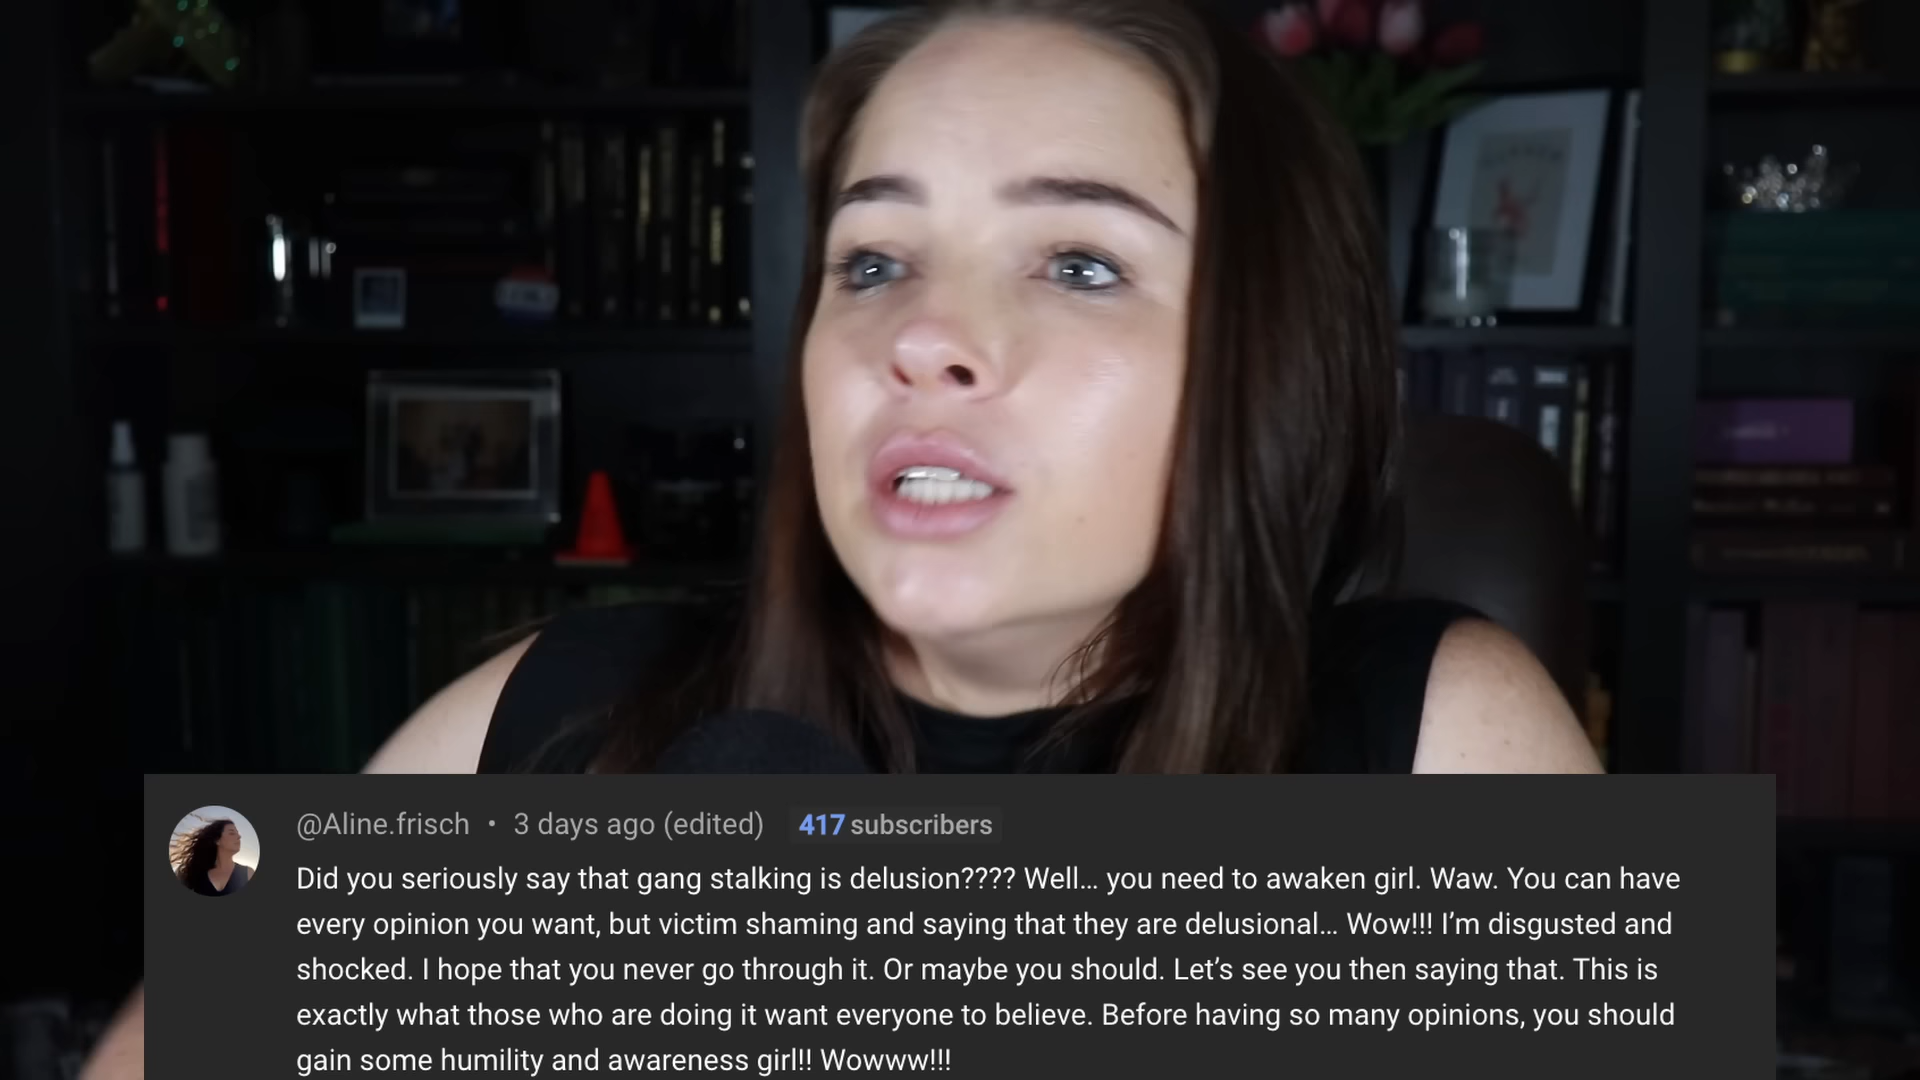 @Aline.frisch • 3 days ago (edited) 417 subscribers
Did you seriously say that gang stalking is delusion???? Well... you need to awaken girl. Waw. You can have
every opinion you want, but victim shaming and saying that they are delusional... Wow!!! I’m disgusted and
shocked. I hope that you never go through it. Or maybe you should. Let’s see you then saying that. This is
exactly what those who are doing it want everyone to believe. Before having so many opinions, you should
gain some humility and awareness girl!! Wowww!!!